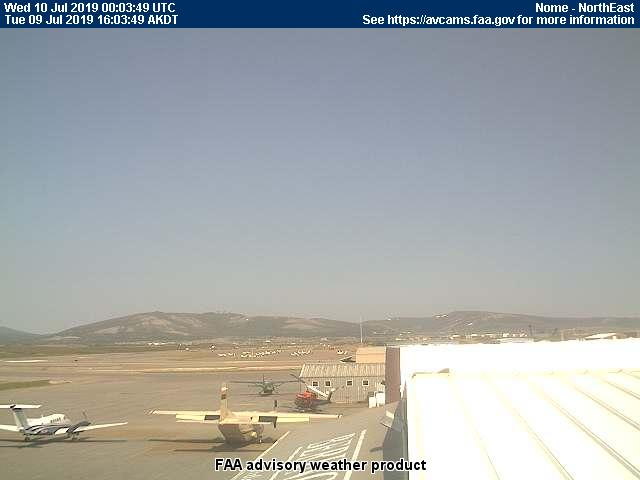 Wed 10 Jul 2019 00:03:49 UTC Nome - NorthEast
Tue 09 Jul 2019 16:03:49 AKDT See https://avcams.faa.gov for more information
FAA advisory weather product